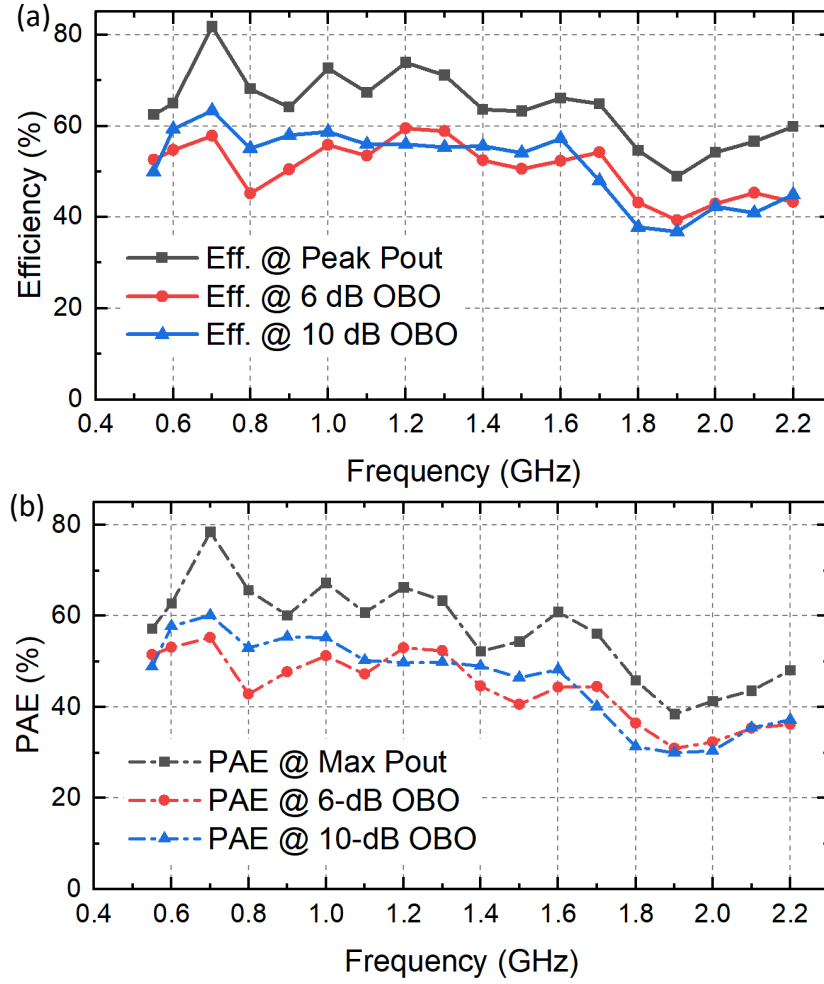 (a)
80
60
40
20
0
Efficiency (%)
Eff. @ Peak Pout
Eff. @ 6 dB OBO
Eff. @ 10 dB OBO
0.4 0.6 0.8 1.0 1.2 1.4 1.6 1.8 2.0 2.2
Frequency (GHz)
(b)
80
60
40
20
0
PAE (%)
PAE @ Max Pout
PAE @ 6-dB OBO
PAE @ 10-dB OBO
0.4 0.6 0.8 1.0 1.2 1.4 1.6 1.8 2.0 2.2
Frequency (GHz)